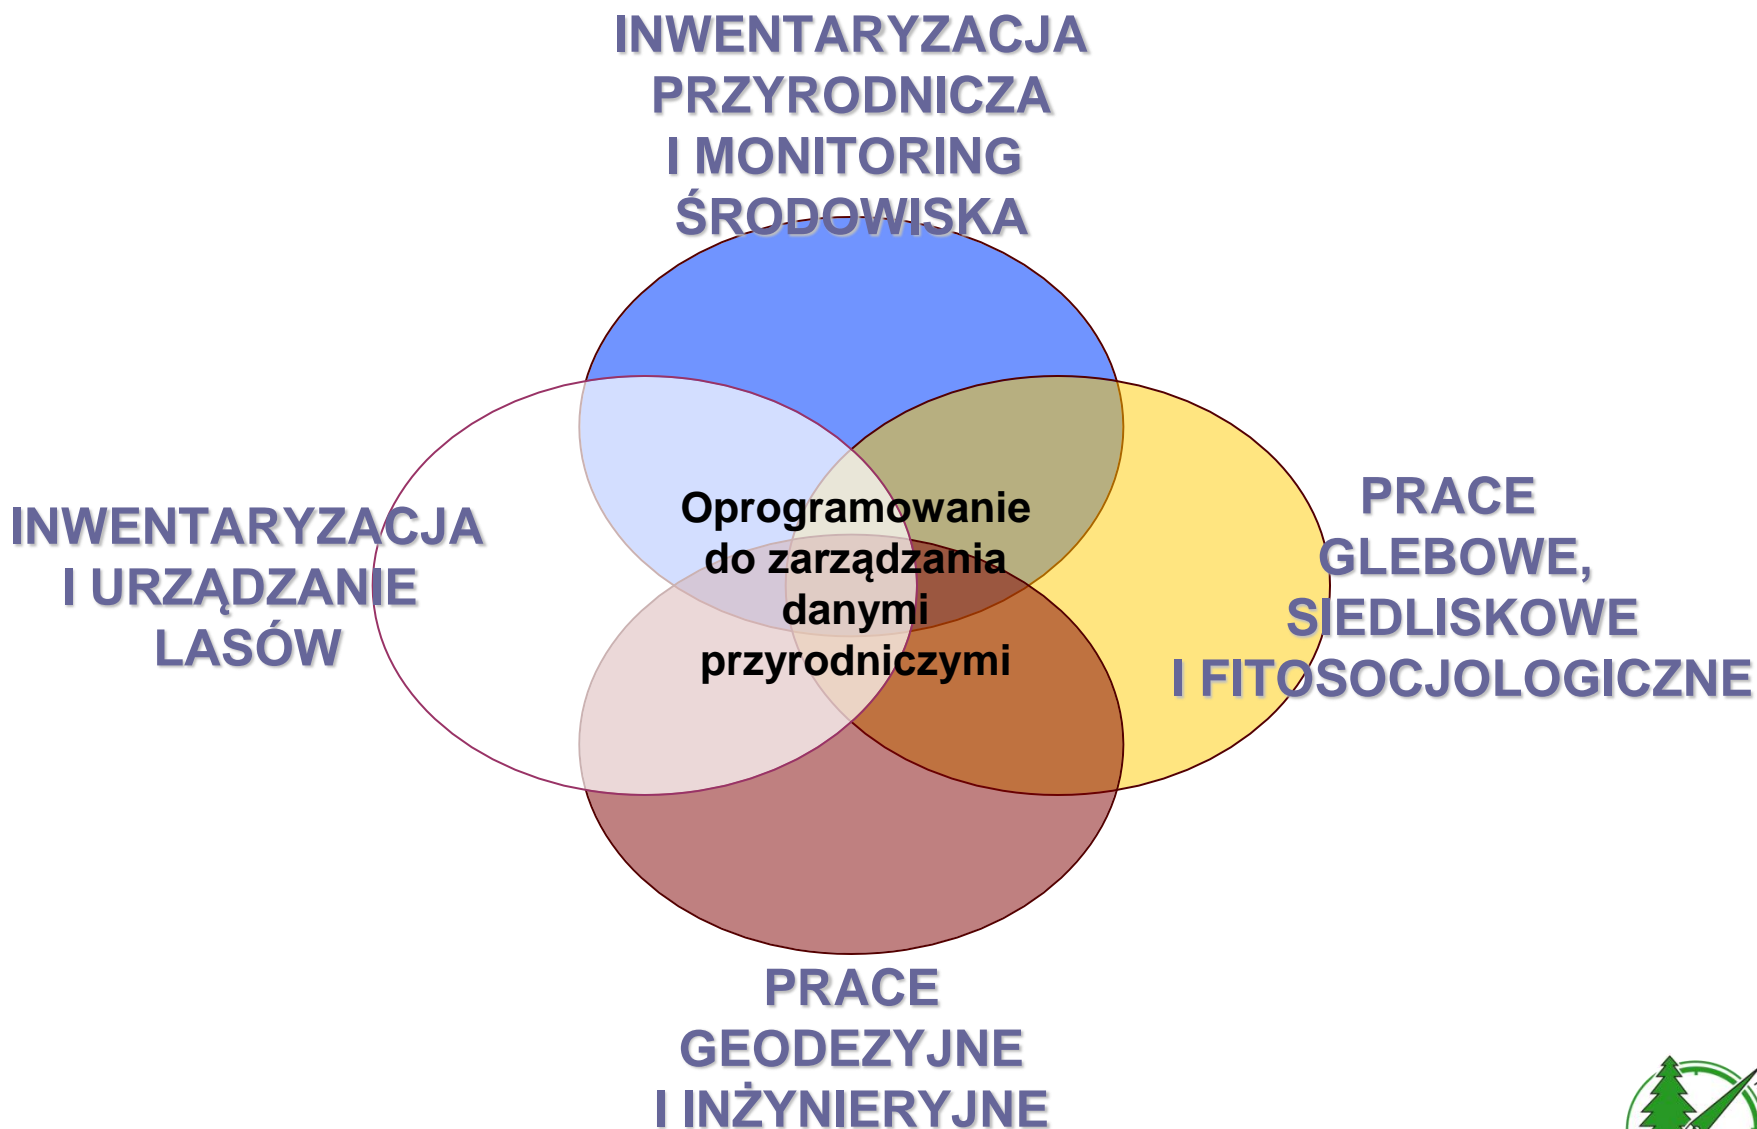 INWENTARYZACJA
PRZYRODNICZA
I MONITORING
ŚRODOWISKA
INWENTARYZACJA
I URZĄDZANIE
LASÓW
Oprogramowanie
do zarządzania
danymi
przyrodniczymi
PRACE
GLEBOWE,
SIEDLISKOWE
I FITOSOCJOLOGICZNE
PRACE
GEODEZYJNE
I INŻYNIERYJNE